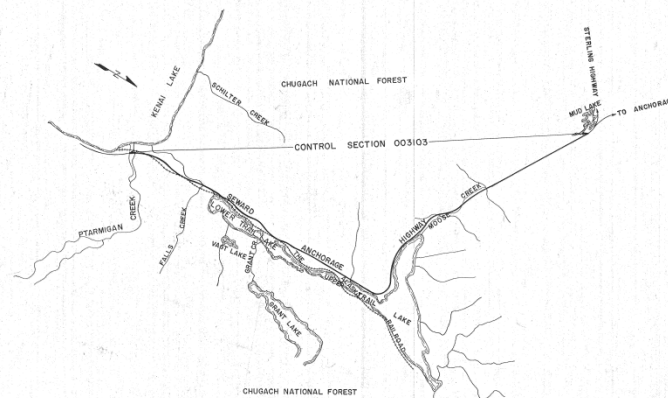 STERLING HIGHWAY
KENAI LAKE
SCHILTER CREEK
CHUGACH NATIONAL FOREST
MUD LAKE
TO ANCHORAG
N
CONTROL SECTION 003103
PTARMIGAN CREEK
FALLS CREEK
SEWARD ANCHORAGE HIGHWAY
MOOSE CREEK
LOWER TRAIL LAKE
VAGT LAKE
GRANT CR
GRANT LAKE
THE
UPPER TRAIL LAKE
RAILROAD
CHUGACH NATIONAL FOREST